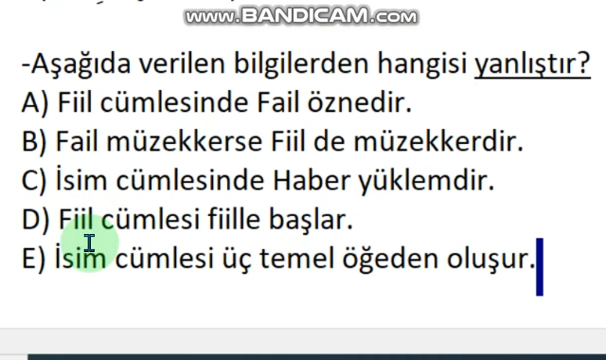 www.BANDICAM.com
-Aşağıda verilen bilgilerden hangisi yanlıştır?
A) Fiil cümlesinde Fail öznedir.
B) Fail müzekkerse Fiil de müzekkerdir.
C) İsim cümlesinde Haber yüklemdir.
D) Fiil cümlesi fiille başlar.
E) İsim cümlesi üç temel öğeden oluşur.